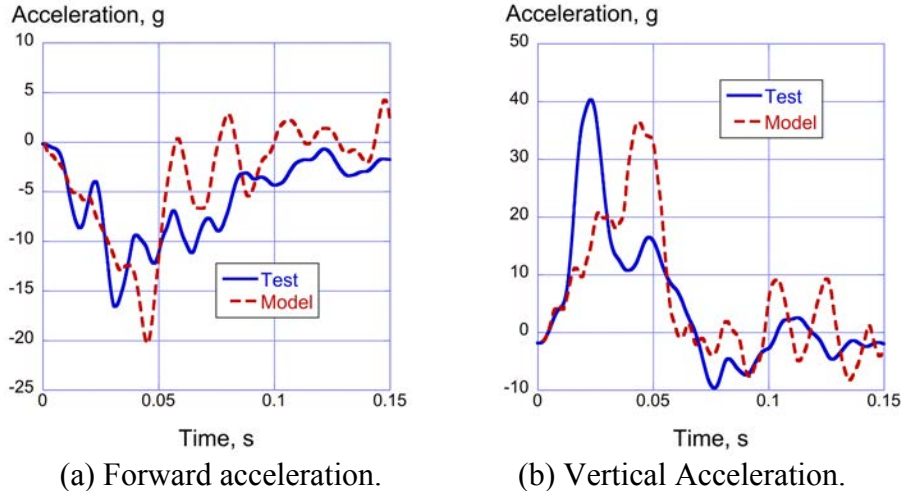 Acceleration, g
10
5
0
-5
-10
-15
-20
-25
Test
Model
0
0.05
0.1
0.15
Time, s
(a) Forward acceleration.
Acceleration, g
50
40
30
20
10
0
-10
Test
Model
0
0.05
0.1
0.15
Time, s
(b) Vertical Acceleration.